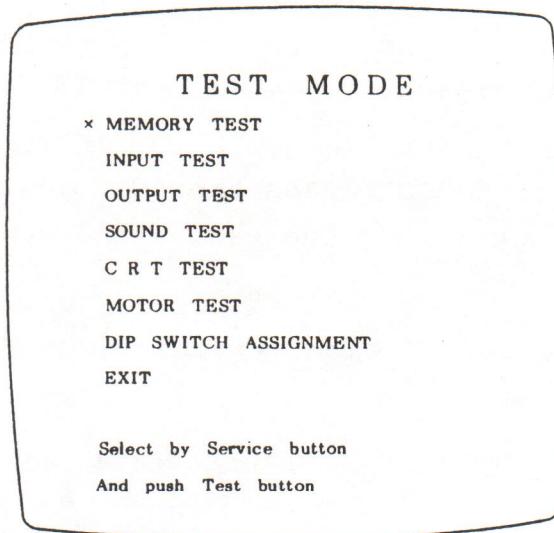 TEST MODE
× MEMORY TEST
INPUT TEST
OUTPUT TEST
SOUND TEST
C R T TEST
MOTOR TEST
DIP SWITCH ASSIGNMENT
EXIT
Select by Service button
And push Test button